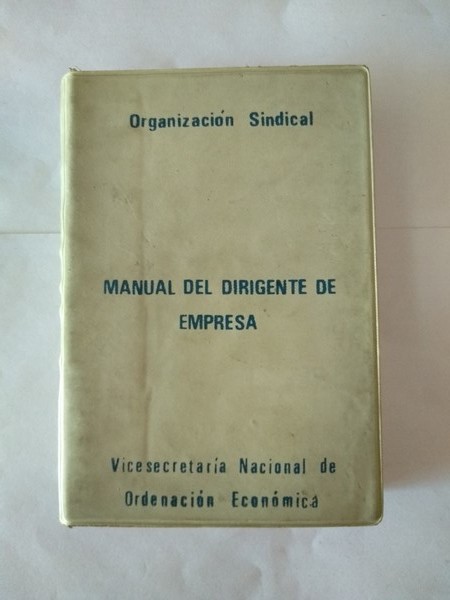 Organización Sindical
MANUAL DEL DIRIGENTE DE
EMPRESA
Vicesecretaría Nacional de
Ordenación Económica